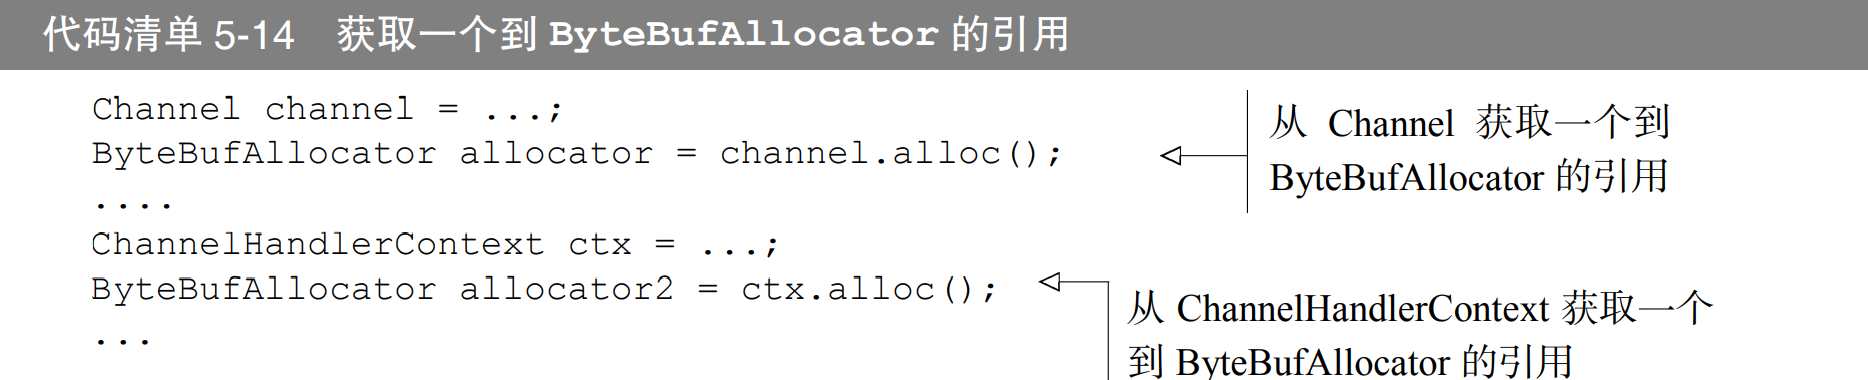 代码清单 5-14 获取一个到 ByteBufAllocator 的引用
Channel channel = ...;
ByteBufAllocator allocator = channel.alloc();
....
ChannelHandlerContext ctx = ...;
ByteBufAllocator allocator2 = ctx.alloc();
...
从 Channel 获取一个到
ByteBufAllocator 的引用
从 ChannelHandlerContext 获取一个
到 ByteBufAllocator 的引用